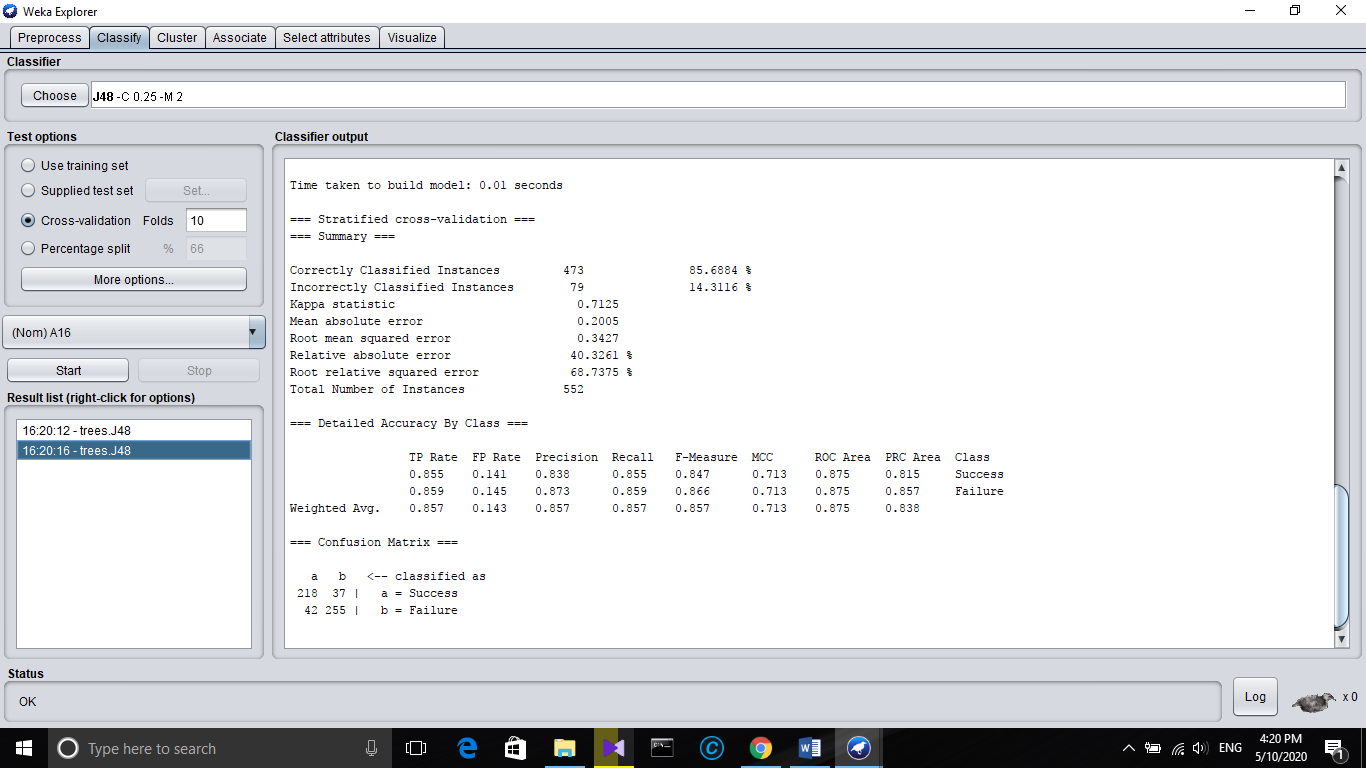 Weka Explorer
Preprocess Classify Cluster Associate Select attributes Visualize
Classifier
Choose J48 -C 0.25 -M 2
Test options
Use training set
Supplied test set Set...
Cross-validation Folds 10
Percentage split % 66
More options...
(Nom) A16
Start Stop
Result list (right-click for options)
16:20:12 - trees.J48
16:20:16 - trees.J48
Classifier output
Time taken to build model: 0.01 seconds
=== Stratified cross-validation ===
=== Summary ===
Correctly Classified Instances 473 85.6884 %
Incorrectly Classified Instances 79 14.3116 %
Kappa statistic 0.7125
Mean absolute error 0.2005
Root mean squared error 0.3427
Relative absolute error 40.3261 %
Root relative squared error 68.7375 %
Total Number of Instances 552
=== Detailed Accuracy By Class ===
TP Rate FP Rate Precision Recall F-Measure MCC ROC Area PRC Area Class
0.855 0.141 0.838 0.855 0.847 0.713 0.875 0.815 Success
0.859 0.145 0.873 0.859 0.866 0.713 0.875 0.857 Failure
Weighted Avg. 0.857 0.143 0.857 0.857 0.857 0.713 0.875 0.838
=== Confusion Matrix ===
a b <-- classified as
218 37 | a = Success
42 255 | b = Failure
Status
OK
Log x 0
Type here to search
ENG
4:20 PM
5/10/2020
1